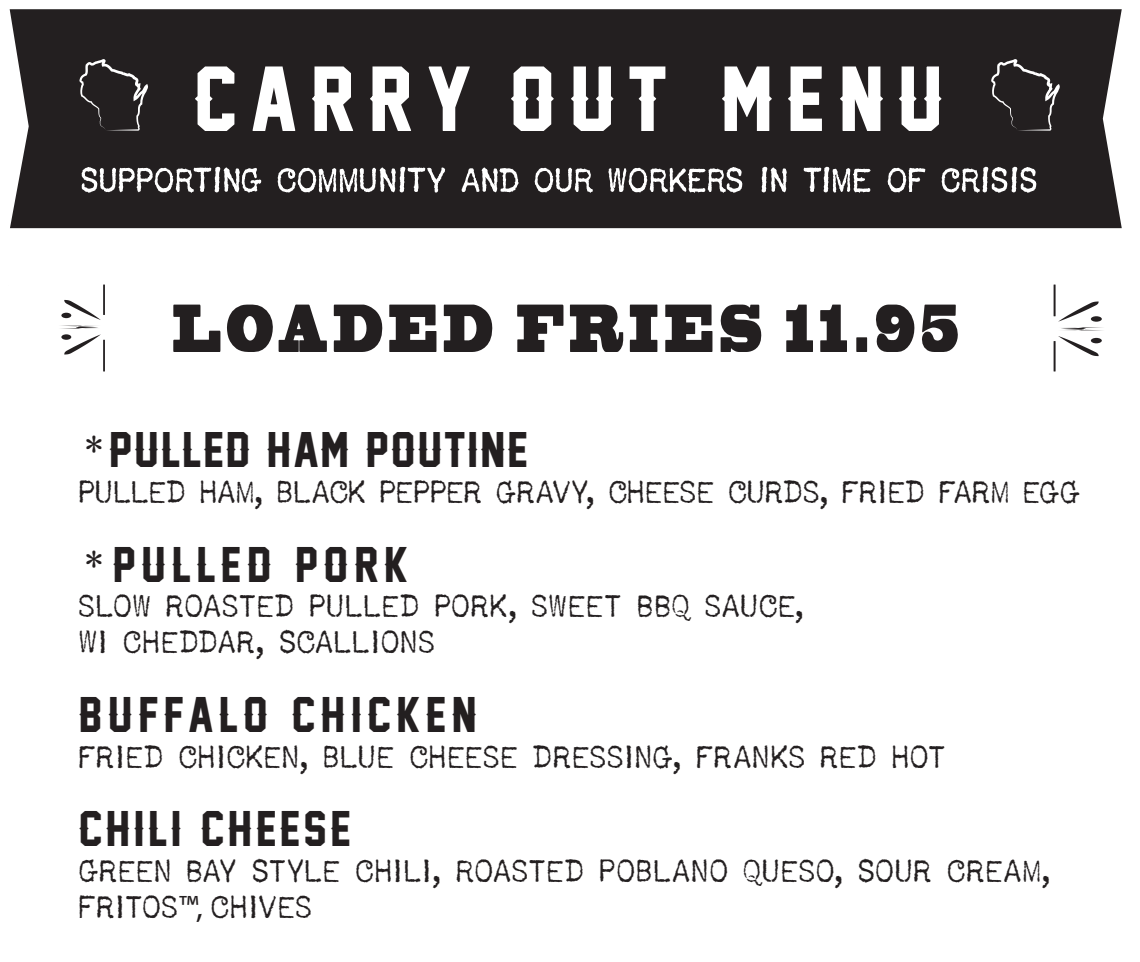 CARRY OUT MENU
SUPPORTING COMMUNITY AND OUR WORKERS IN TIME OF CRISIS
LOADED FRIES 11.95
*PULLED HAM POUTINE
PULLED HAM, BLACK PEPPER GRAVY, CHEESE CURDS, FRIED FARM EGG
*PULLED PORK
SLOW ROASTED PULLED PORK, SWEET BBQ SAUCE,
WI CHEDDAR, SCALLIONS
BUFFALO CHICKEN
FRIED CHICKEN, BLUE CHEESE DRESSING, FRANKS RED HOT
CHILI CHEESE
GREEN BAY STYLE CHILI, ROASTED POBLANO QUESO, SOUR CREAM,
FRITOS™, CHIVES